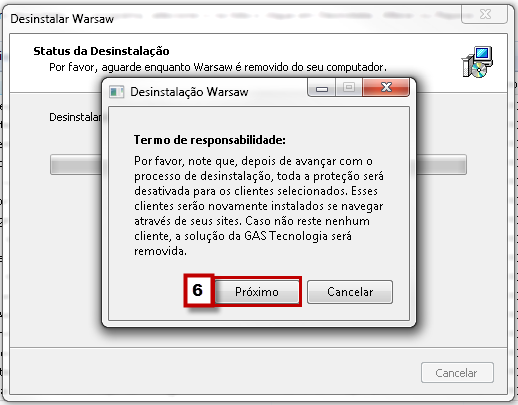 Desinstalar Warsaw
Status da Desinstalação
Por favor, aguarde enquanto Warsaw é removido do seu computador.
Desinstalar
Desinstalação Warsaw
Termo de responsabilidade:
Por favor, note que, depois de avançar com o
processo de desinstalação, toda a proteção será
desativada para os clientes selecionados. Esses
clientes serão novamente instalados se navegar
através de seus sites. Caso não reste nenhum
cliente, a solução da GAS Tecnologia será
removida.
6
Próximo
Cancelar
Cancelar